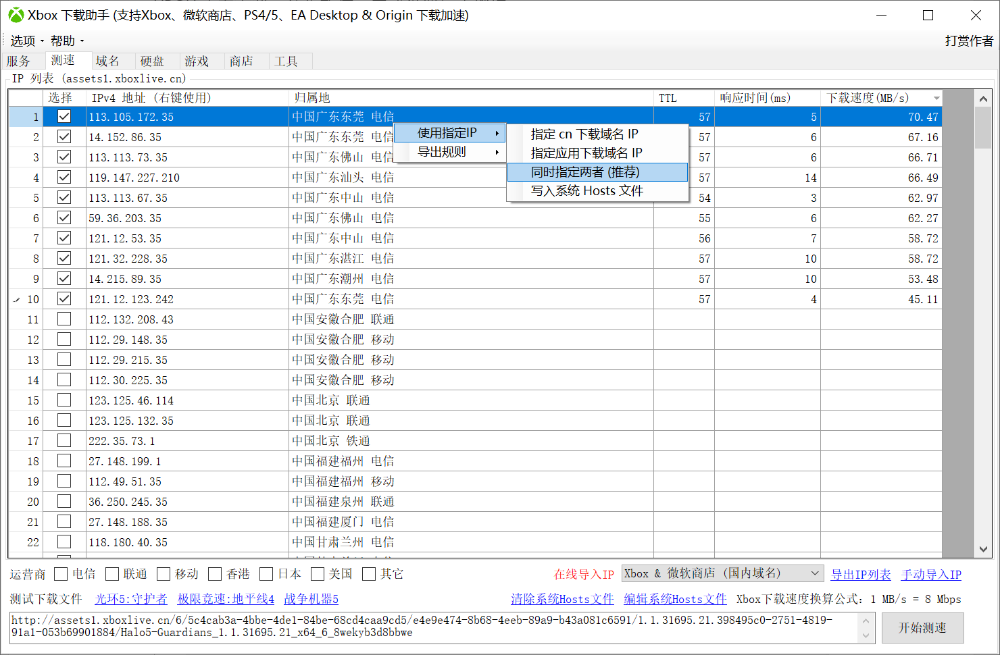 Xbox 下载助手 (支持Xbox、微软商店、PS4/5、EA Desktop & Origin 下载加速)
选项 帮助 打赏作者
服务 测速 域名 硬盘 游戏 商店 工具
IP 列表 (assets1.xboxlive.cn)
选择 IPv4 地址 (右键使用) 归属地 TTL 响应时间(ms) 下载速度(MB/s)
1 113.105.172.35 中国广东东莞 电信 57 5 70.47
2 14.152.86.35 中国广东东莞 电信 57 6 67.16
3 113.113.73.35 中国广东佛山 电信 57 6 66.71
4 119.147.227.210 中国广东汕头 电信 57 14 66.49
5 113.113.67.35 中国广东中山 电信 54 3 62.97
6 59.36.203.35 中国广东佛山 电信 55 6 62.27
7 121.12.53.35 中国广东中山 电信 56 7 58.72
8 121.32.228.35 中国广东湛江 电信 57 10 58.72
9 14.215.89.35 中国广东潮州 电信 57 10 53.48
10 121.12.123.242 中国广东东莞 电信 57 4 45.11
11 112.132.208.43 中国安徽合肥 联通
12 112.29.148.35 中国安徽合肥 移动
13 112.29.215.35 中国安徽合肥 移动
14 112.30.225.35 中国安徽合肥 移动
15 123.125.46.114 中国北京 联通
16 123.125.132.35 中国北京 联通
17 222.35.73.1 中国北京 铁通
18 27.148.199.1 中国福建福州 电信
19 112.49.51.35 中国福建福州 移动
20 36.250.245.35 中国福建泉州 联通
21 27.148.188.35 中国福建厦门 电信
22 118.180.40.35 中国甘肃兰州 电信
使用指定IP
导出规则
指定 cn 下载域名 IP
指定应用下载域名 IP
同时指定两者 (推荐)
写入系统 Hosts 文件
运营商 电信 联通 移动 香港 日本 美国 其它 在线导入IP Xbox & 微软商店 (国内域名) 导出IP列表 手动导入IP
测试下载文件 光环5:守护者 极限竞速:地平线4 战争机器5 清除系统Hosts文件 编辑系统Hosts文件 Xbox下载速度换算公式：1 MB/s = 8 Mbps
http://assets1.xboxlive.cn/6/5c4cab3a-4bbe-4de1-84be-68cd4caa9cd5/e4e9e474-8b68-4eeb-89a9-b43a081c6591/1.1.31695.21.398495c0-2751-4819-
91a1-053b69901884/Halo5-Guardians_1.1.31695.21_x64_6_8wekyb3d8bbwe
开始测速